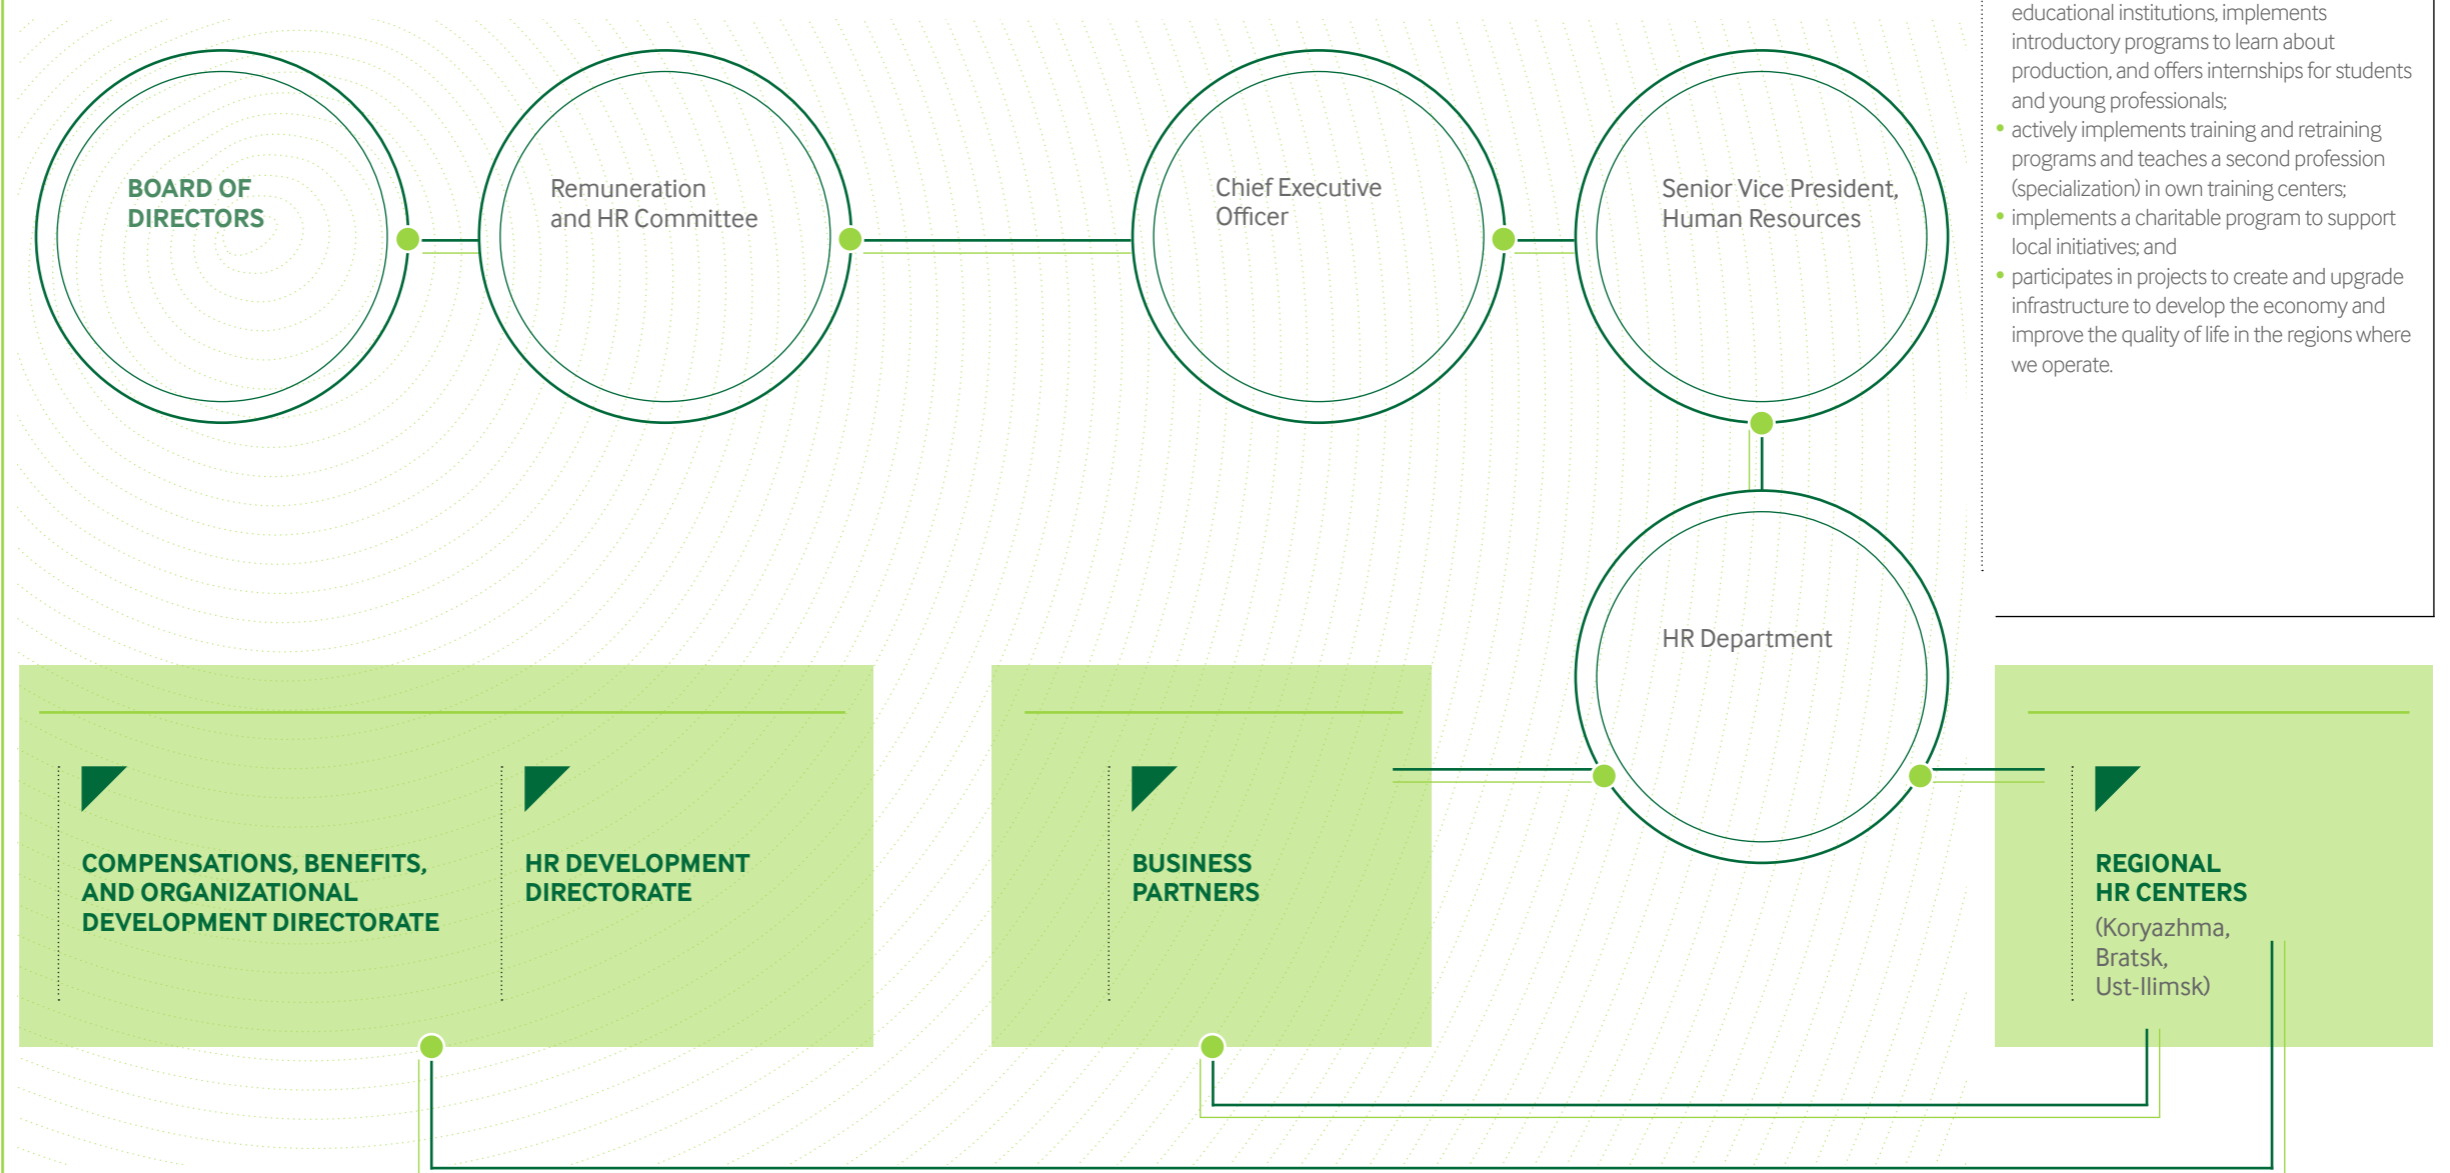 educational institutions, implements
introductory programs to learn about
production, and offers internships for students
and young professionals;
• actively implements training and retraining
programs and teaches a second profession
(specialization) in own training centers;
• implements a charitable program to support
local initiatives; and
• participates in projects to create and upgrade
infrastructure to develop the economy and
improve the quality of life in the regions where
we operate.
BOARD OF
DIRECTORS
Remuneration
and HR Committee
Chief Executive
Officer
Senior Vice President,
Human Resources
HR Department
COMPENSATIONS, BENEFITS,
AND ORGANIZATIONAL
DEVELOPMENT DIRECTORATE
HR DEVELOPMENT
DIRECTORATE
BUSINESS
PARTNERS
REGIONAL
HR CENTERS
(Koryazhma,
Bratsk,
Ust-Ilimsk)